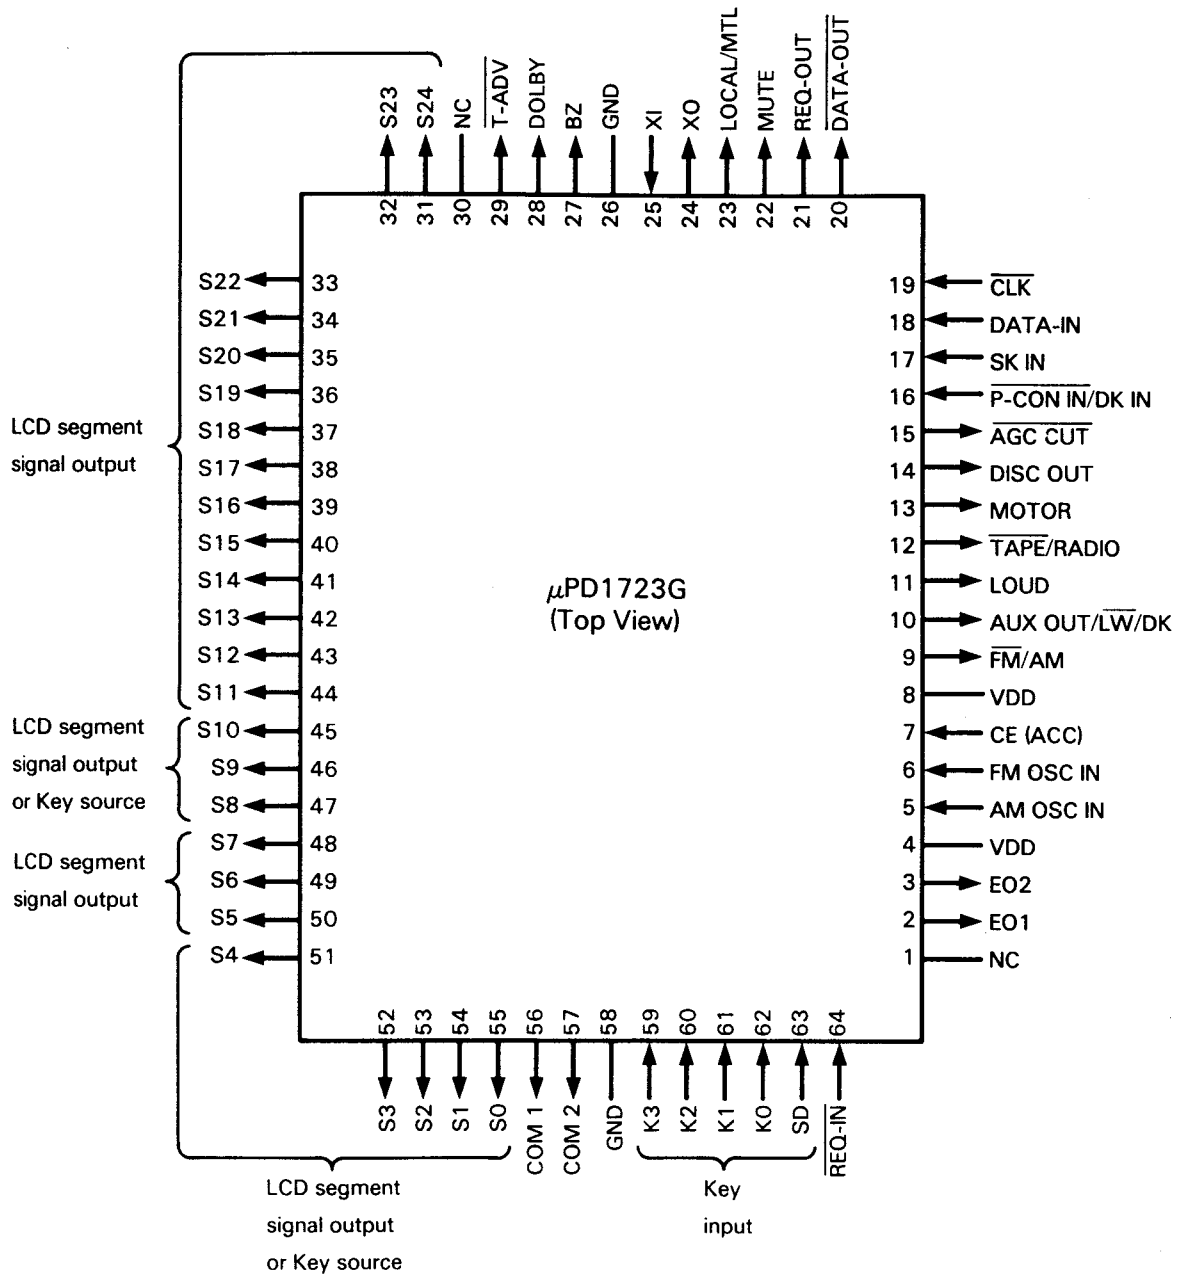 S23
S24
NC
T-ADV
DOLBY
BZ
GND
XI
XO
LOCAL/MTL
MUTE
REQ-OUT
DATA-OUT
32
31
30
29
28
27
26
25
24
23
22
21
20
S22 33
S21 34
S20 35
S19 36
S18 37
S17 38
S16 39
S15 40
S14 41
S13 42
S12 43
S11 44
S10 45
S9 46
S8 47
S7 48
S6 49
S5 50
S4 51
LCD segment
signal output
LCD segment
signal output
or Key source
LCD segment
signal output
μPD1723G
(Top View)
19 CLK
18 DATA-IN
17 SK IN
16 P-CON IN/DK IN
15 AGC CUT
14 DISC OUT
13 MOTOR
12 TAPE/RADIO
11 LOUD
10 AUX OUT/LW/DK
9 FM/AM
8 VDD
7 CE (ACC)
6 FM OSC IN
5 AM OSC IN
4 VDD
3 EO2
2 EO1
1 NC
52
53
54
55
56
57
58
59
60
61
62
63
64
S3
S2
S1
S0
COM 1
COM 2
GND
K3
K2
K1
K0
SD
REQ-IN
LCD segment
signal output
or Key source
Key
input